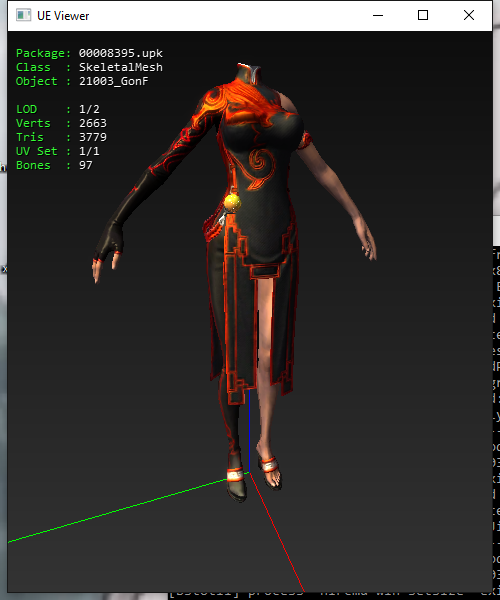 UE Viewer
Package: 00008395.upk
Class : SkeletalMesh
Object : 21003_GonF
LOD : 1/2
Verts : 2663
Tris : 3779
UV Set : 1/1
Bones : 97